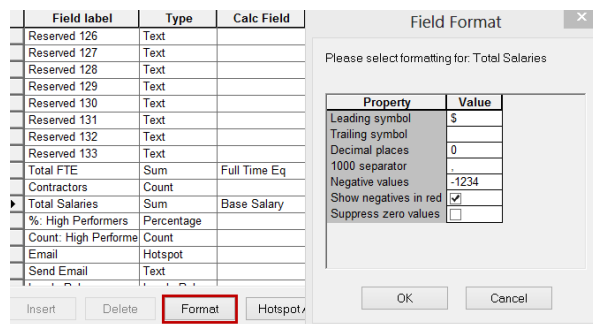 Field label Type Calc Field
Reserved 126 Text
Reserved 127 Text
Reserved 128 Text
Reserved 129 Text
Reserved 130 Text
Reserved 131 Text
Reserved 132 Text
Reserved 133 Text
Total FTE Sum Full Time Eq
Contractors Count
Total Salaries Sum Base Salary
%: High Performers Percentage
Count: High Performe Count
Email Hotspot
Send Email Text
Insert Delete Format Hotspot
Field Format
Please select formatting for: Total Salaries
Property Value
Leading symbol $
Trailing symbol
Decimal places 0
1000 separator ,
Negative values -1234
Show negatives in red
Suppress zero values
OK Cancel